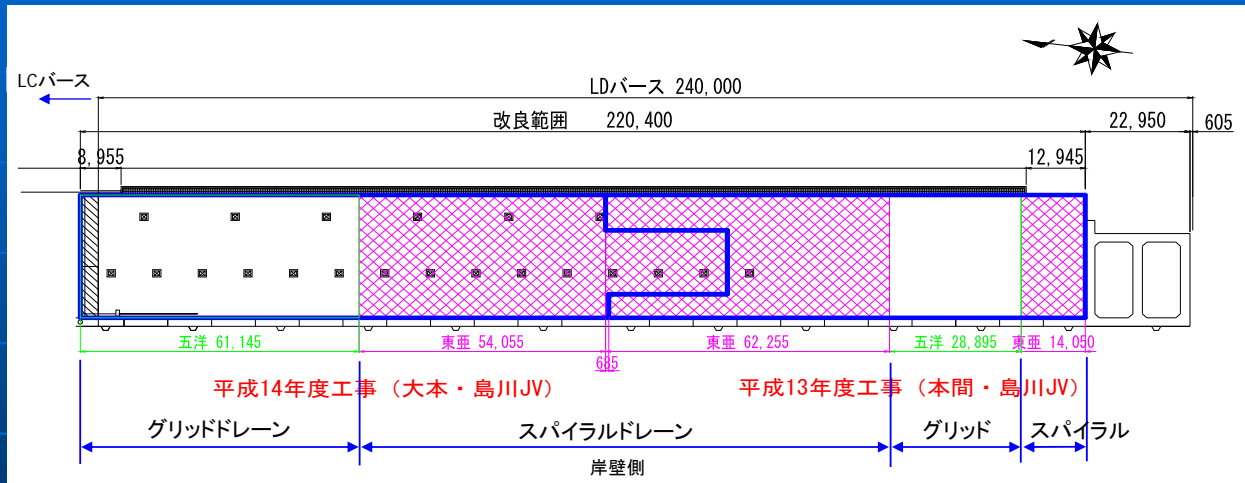 LCバース
LDバース 240,000
改良範囲 220,400
22,950
605
8,955
12,945
五洋 61,145
東亜 54,055
685
東亜 62,255
五洋 28,895
東亜 14,050
平成14年度工事（大本・島川JV）
平成13年度工事（本間・島川JV）
グリッドドレーン
スパイラルドレーン
グリッド
スパイラル
岸壁側